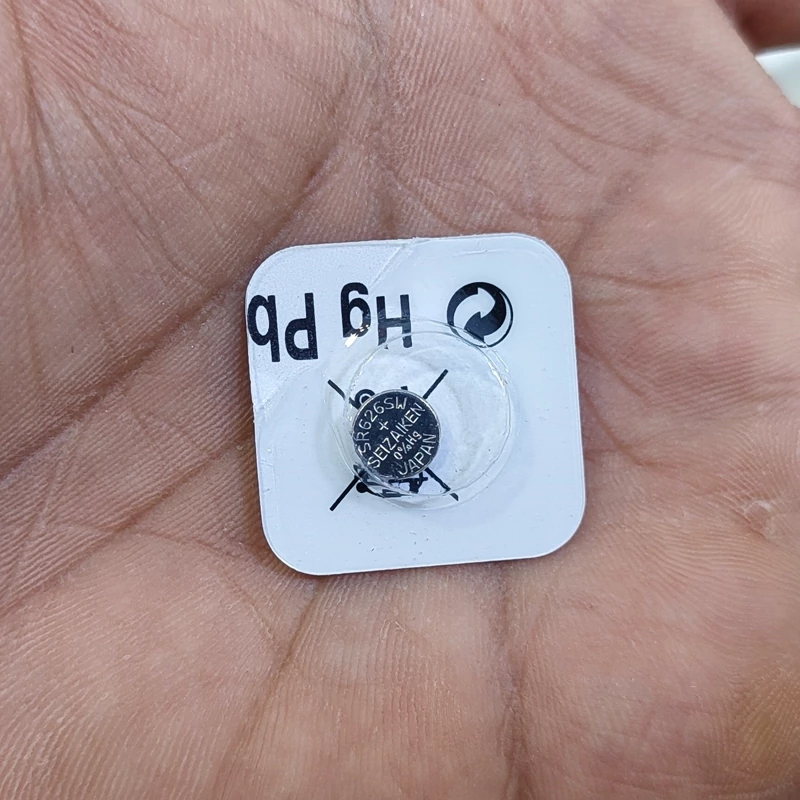 Hg Pb
SR626SW
+
SEIZAIKEN
0%Hg
JAPAN